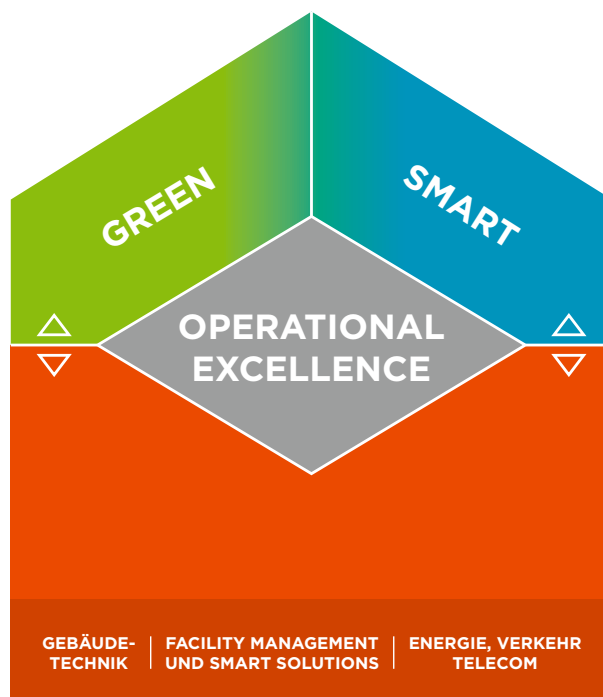 GREEN
SMART
OPERATIONAL
EXCELLENCE
GEBÄUDE-
TECHNIK
FACILITY MANAGEMENT
UND SMART SOLUTIONS
ENERGIE, VERKEHR
TELECOM